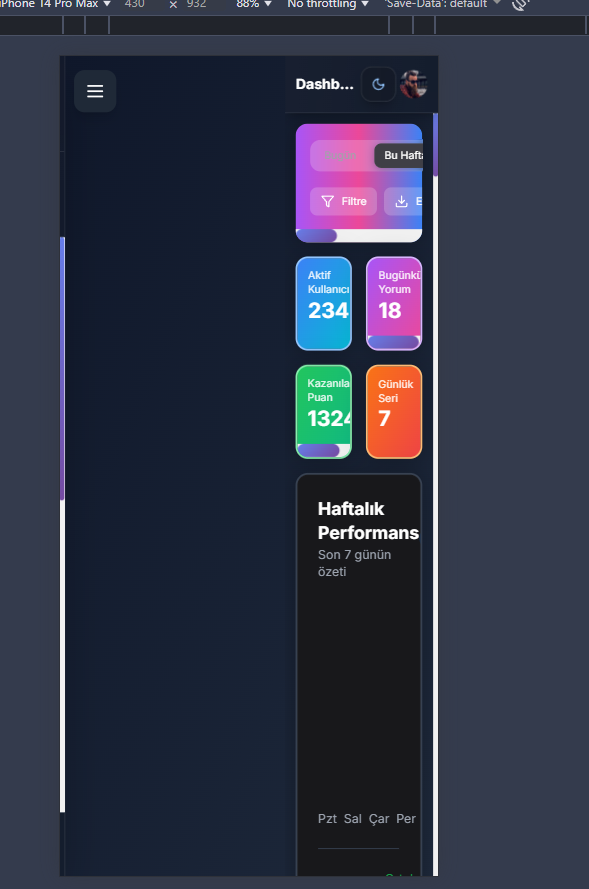 iPhone 14 Pro Max 430 × 932 88% No throttling 'Save-Data': default
Dashb...
Bugün Bu Hafta
Filtre E
Aktif
Kullanıcı
234
Bugünkü
Yorum
18
Kazanıla
Puan
1324
Günlük
Seri
7
Haftalık
Performans
Son 7 günün
özeti
Pzt Sal Çar Per